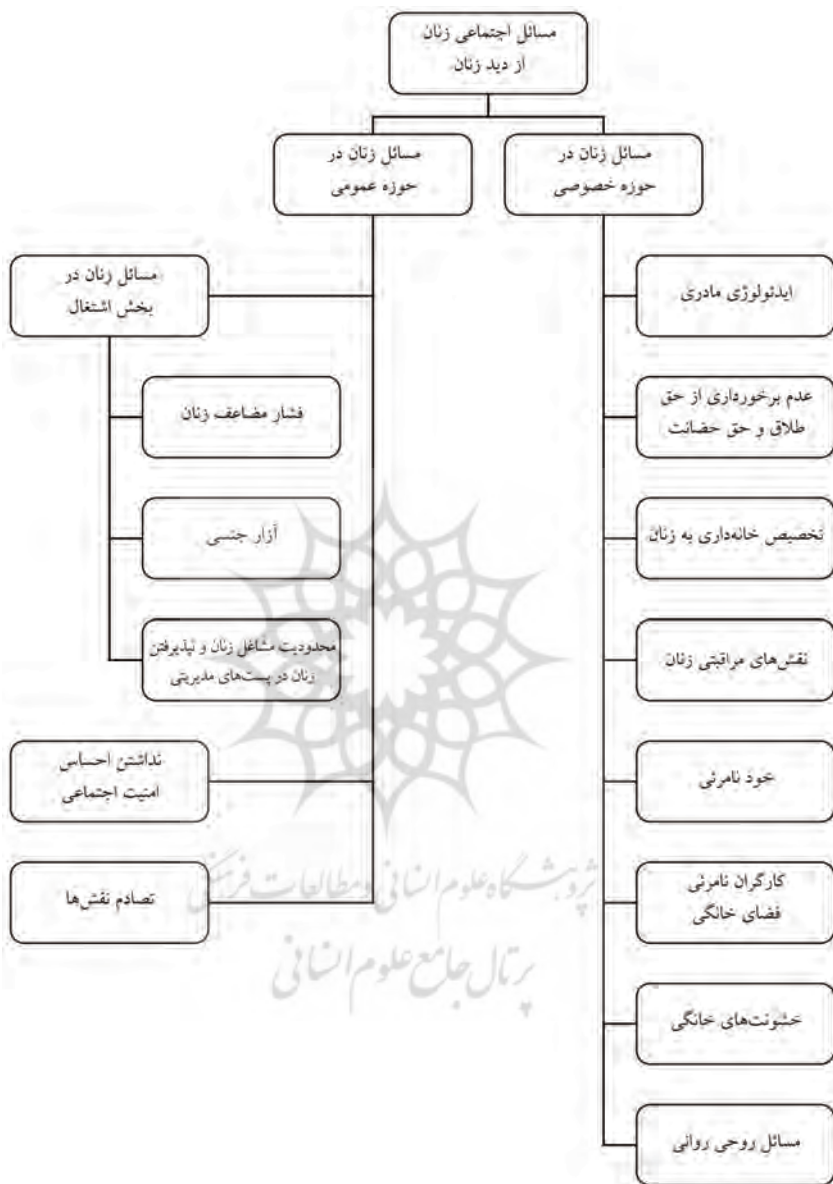 مسائل اجتماعی زنان
از دید زنان
مسائل زنان در
حوزه خصوصی
مسائل زنان در
حوزه عمومی
ایدئولوژی مادری
عدم برخورداری از حق
طلاق و حق حضانت
تخصیص خانه‌داری به زنان
نقش‌های مراقبتی زنان
خود نامرئی
کارگران نامرئی
فضای خانگی
خشونت‌های خانگی
مسائل روحی روانی
مسائل زنان در
بخش اشتغال
فشار مضاعف زنان
آزار جنسی
محدودیت مشاغل زنان و نپذیرفتن
زنان در پست‌های مدیریتی
نداشتن احساس
امنیت اجتماعی
تصادم نقش‌ها
پژوهشگاه علوم انسانی و مطالعات فرهنگی
پرتال جامع علوم انسانی